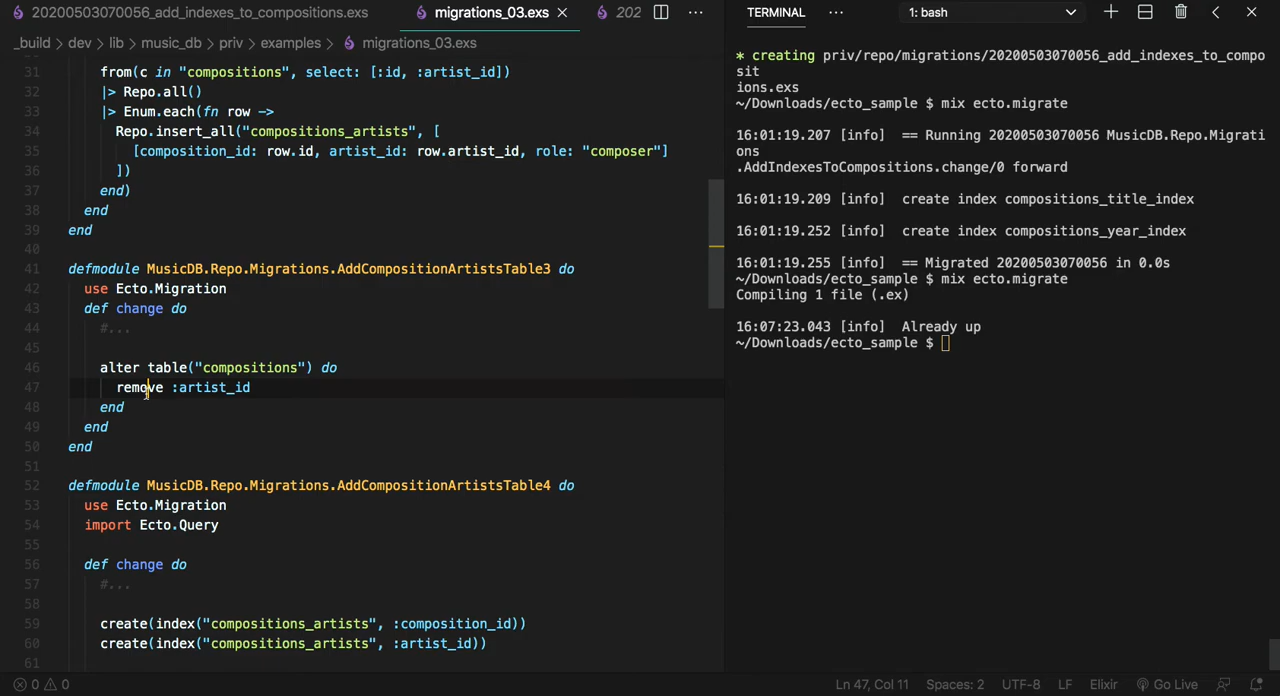 20200503070056_add_indexes_to_compositions.exs
migrations_03.exs
202
_build > dev > lib > music_db > priv > examples > migrations_03.exs
31 from(c in "compositions", select: [:id, :artist_id])
32 |> Repo.all()
33 |> Enum.each(fn row ->
34 Repo.insert_all("compositions_artists", [
35 [composition_id: row.id, artist_id: row.artist_id, role: "composer"]
36 ])
37 end)
38 end
39 end
40
41 defmodule MusicDB.Repo.Migrations.AddCompositionArtistsTable3 do
42 use Ecto.Migration
43 def change do
44 #...
45
46 alter table("compositions") do
47 remove :artist_id
48 end
49 end
50 end
51
52 defmodule MusicDB.Repo.Migrations.AddCompositionArtistsTable4 do
53 use Ecto.Migration
54 import Ecto.Query
55
56 def change do
57 #...
58
59 create(index("compositions_artists", :composition_id))
60 create(index("compositions_artists", :artist_id))
61
TERMINAL
1: bash
* creating priv/repo/migrations/20200503070056_add_indexes_to_compo
sit
ions.exs
~/Downloads/ecto_sample $ mix ecto.migrate
16:01:19.207 [info] == Running 20200503070056 MusicDB.Repo.Migrati
ons
.AddIndexesToCompositions.change/0 forward
16:01:19.209 [info] create index compositions_title_index
16:01:19.252 [info] create index compositions_year_index
16:01:19.255 [info] == Migrated 20200503070056 in 0.0s
~/Downloads/ecto_sample $ mix ecto.migrate
Compiling 1 file (.ex)
16:07:23.043 [info] Already up
~/Downloads/ecto_sample $
0 0
Ln 47, Col 11 Spaces: 2 UTF-8 LF Elixir Go Live